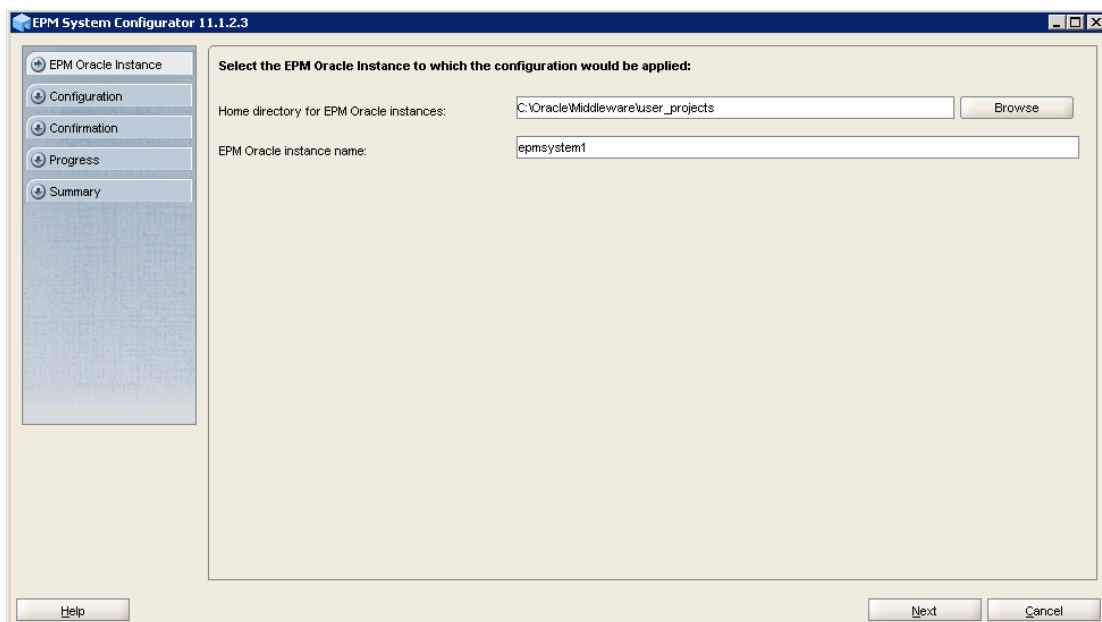 EPM System Configurator 11.1.2.3
EPM Oracle Instance
Configuration
Confirmation
Progress
Summary
Select the EPM Oracle Instance to which the configuration would be applied:
Home directory for EPM Oracle instances:
C:\Oracle\Middleware\user_projects
Browse
EPM Oracle instance name:
epmsystem1
Help
Next
Cancel